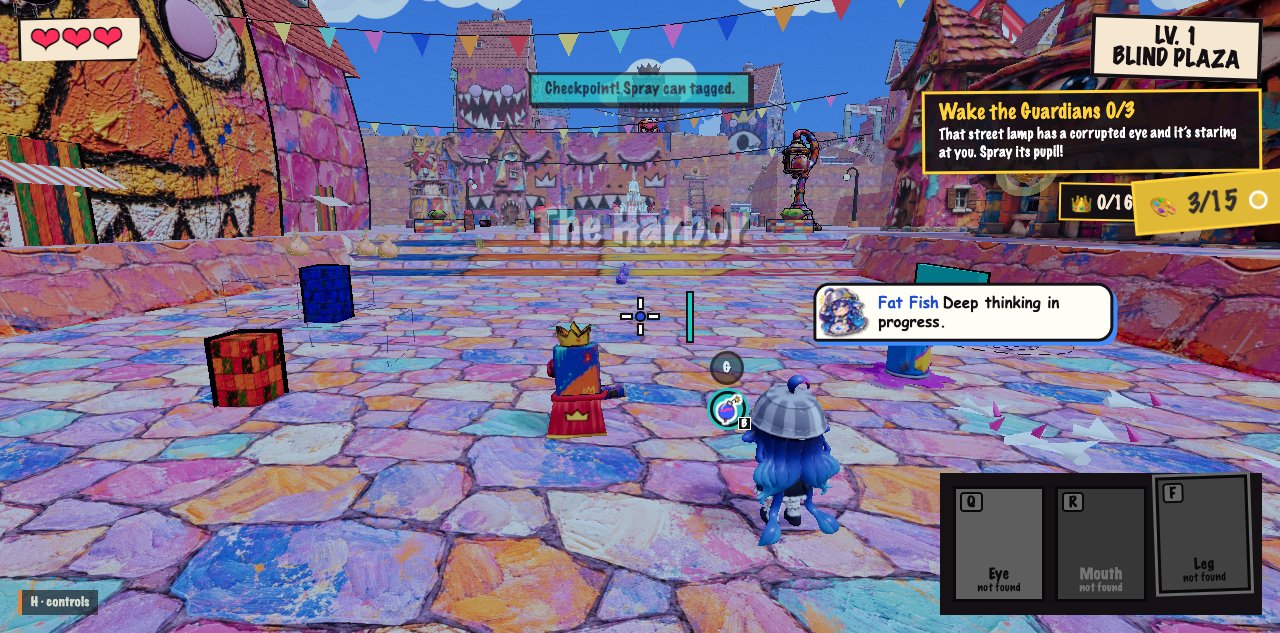 LV. 1
BLIND PLAZA
Checkpoint! Spray can tagged.
Wake the Guardians 0/3
That street lamp has a corrupted eye and it's staring
at you. Spray its pupil!
0/16
3/15
The Harbor
Fat Fish Deep thinking in
progress.
G
6
Q
Eye
not found
R
Mouth
not found
F
Leg
not found
H · controls